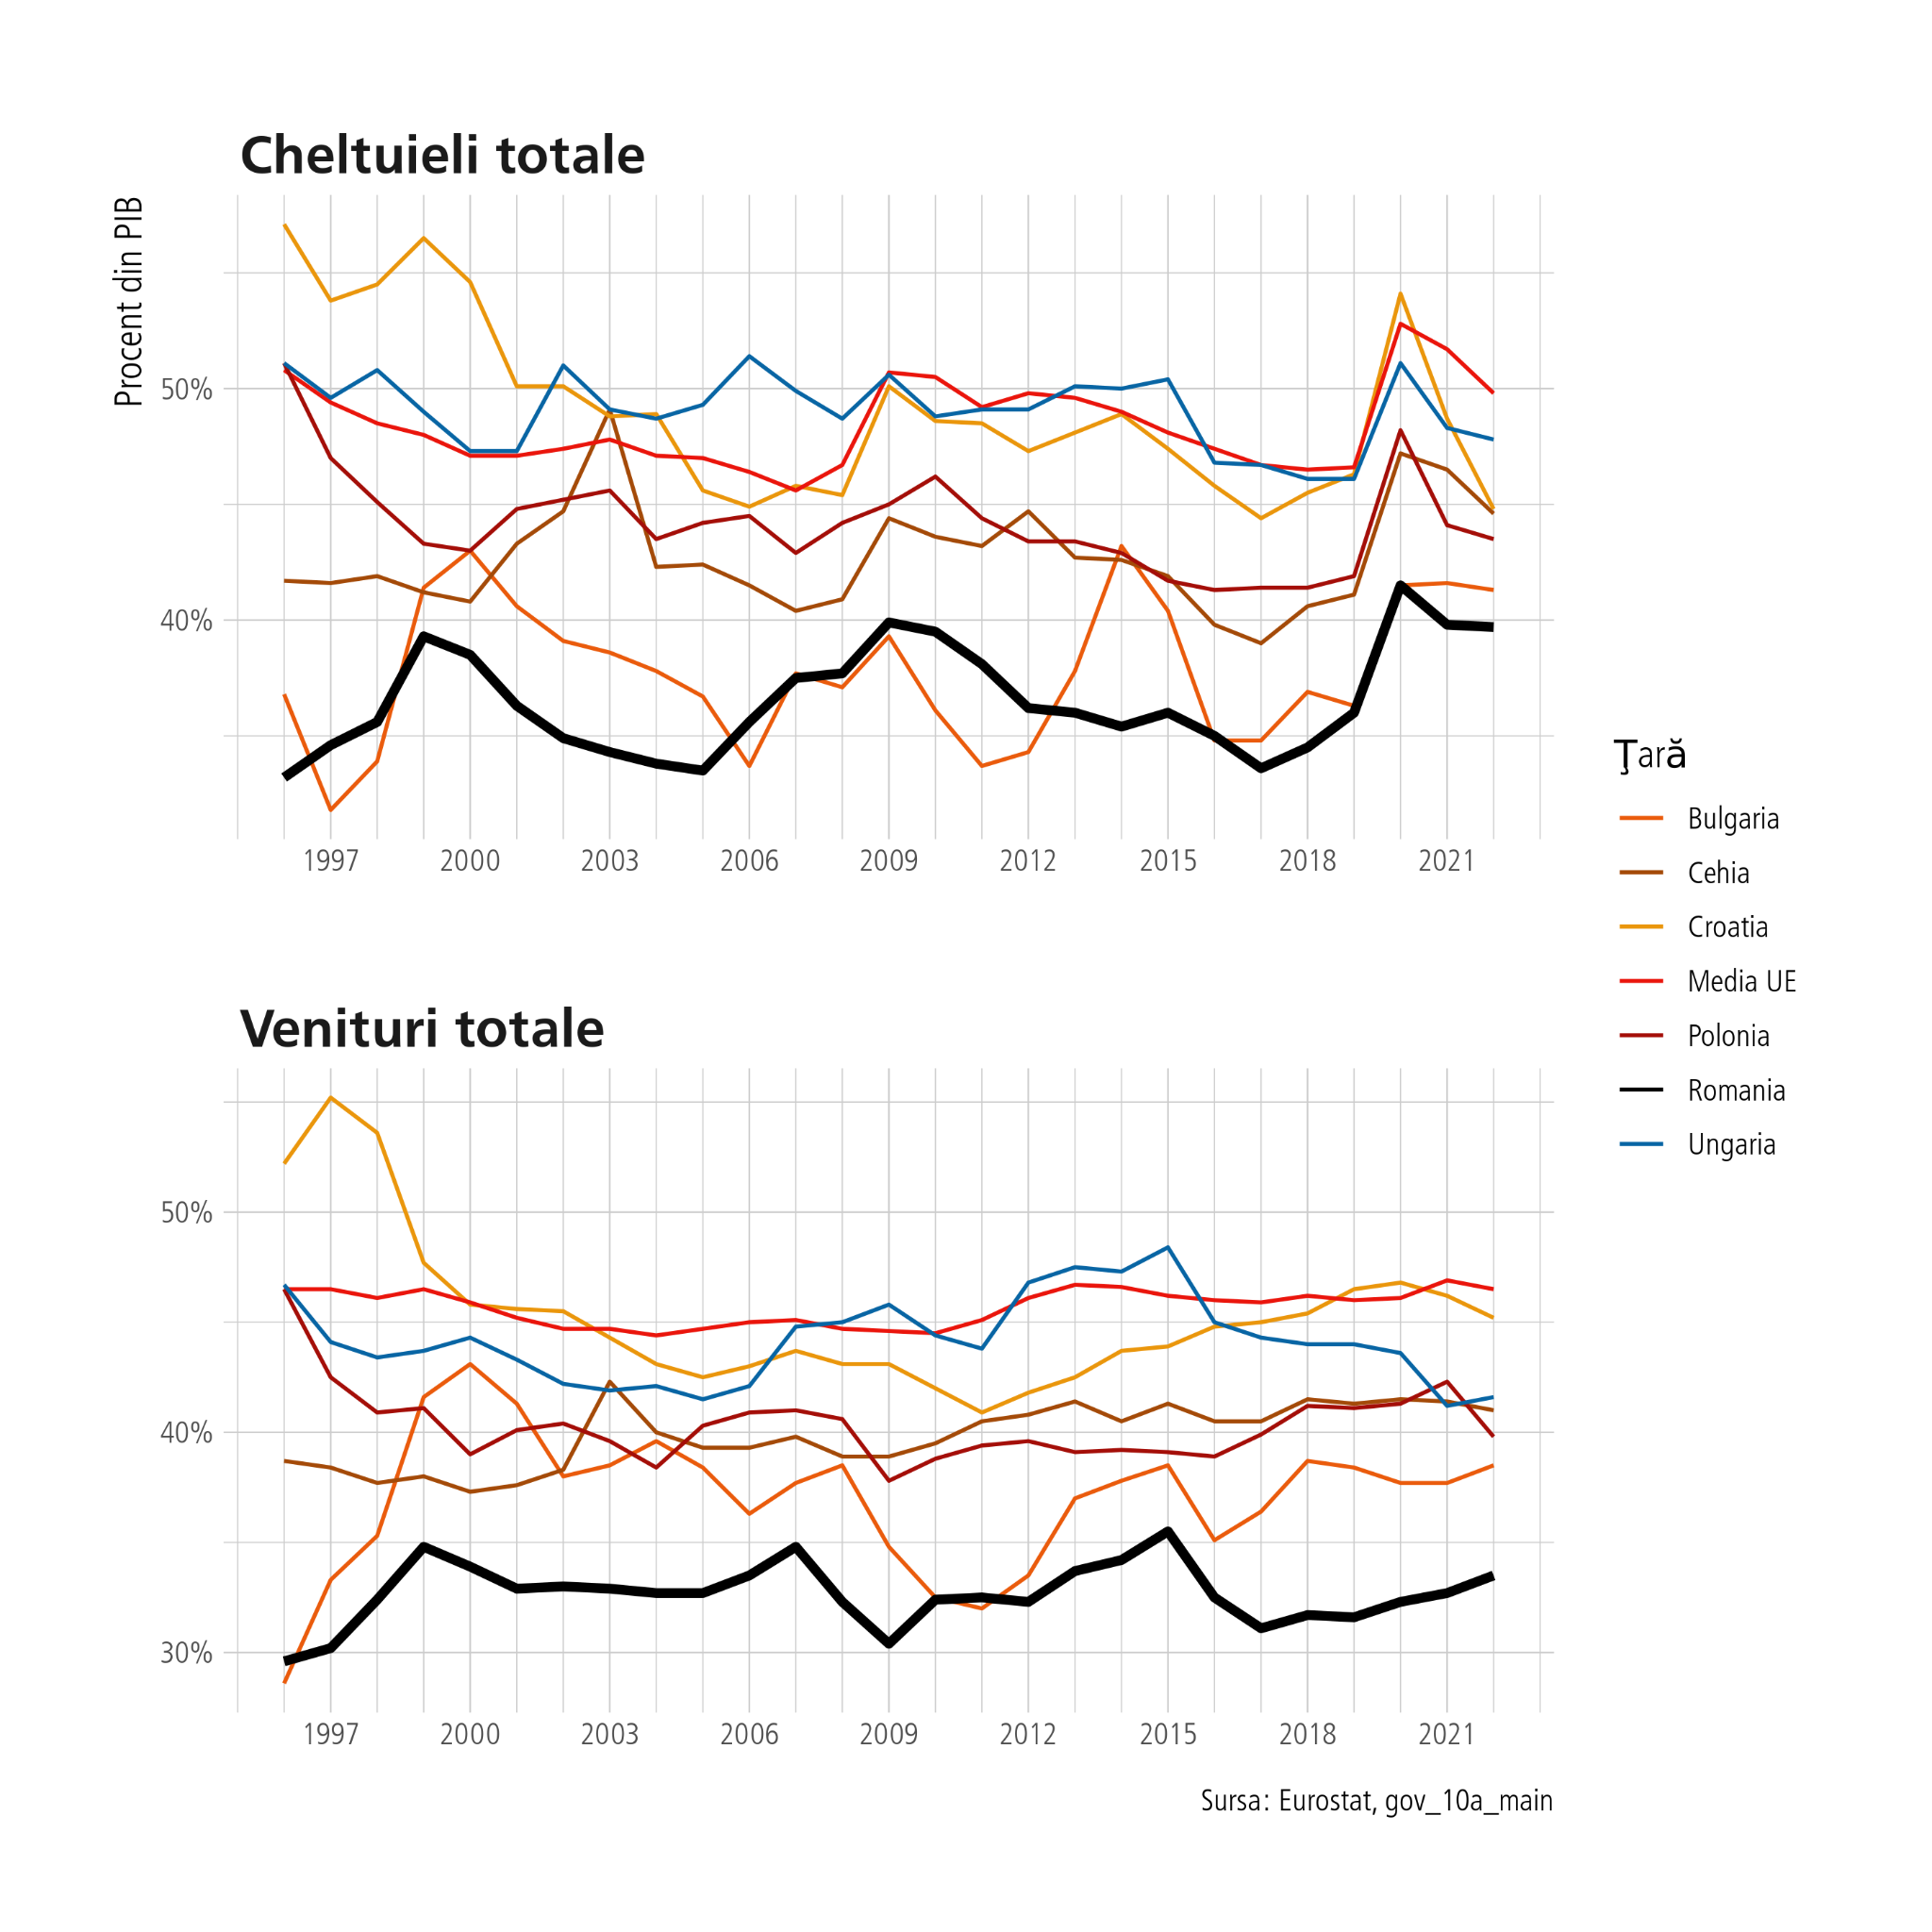 Cheltuieli totale
Procent din PIB
50%
40%
1997 2000 2003 2006 2009 2012 2015 2018 2021
Ţară
Bulgaria
Cehia
Croatia
Media UE
Polonia
Romania
Ungaria
Venituri totale
50%
40%
30%
1997 2000 2003 2006 2009 2012 2015 2018 2021
Sursa: Eurostat, gov_10a_main